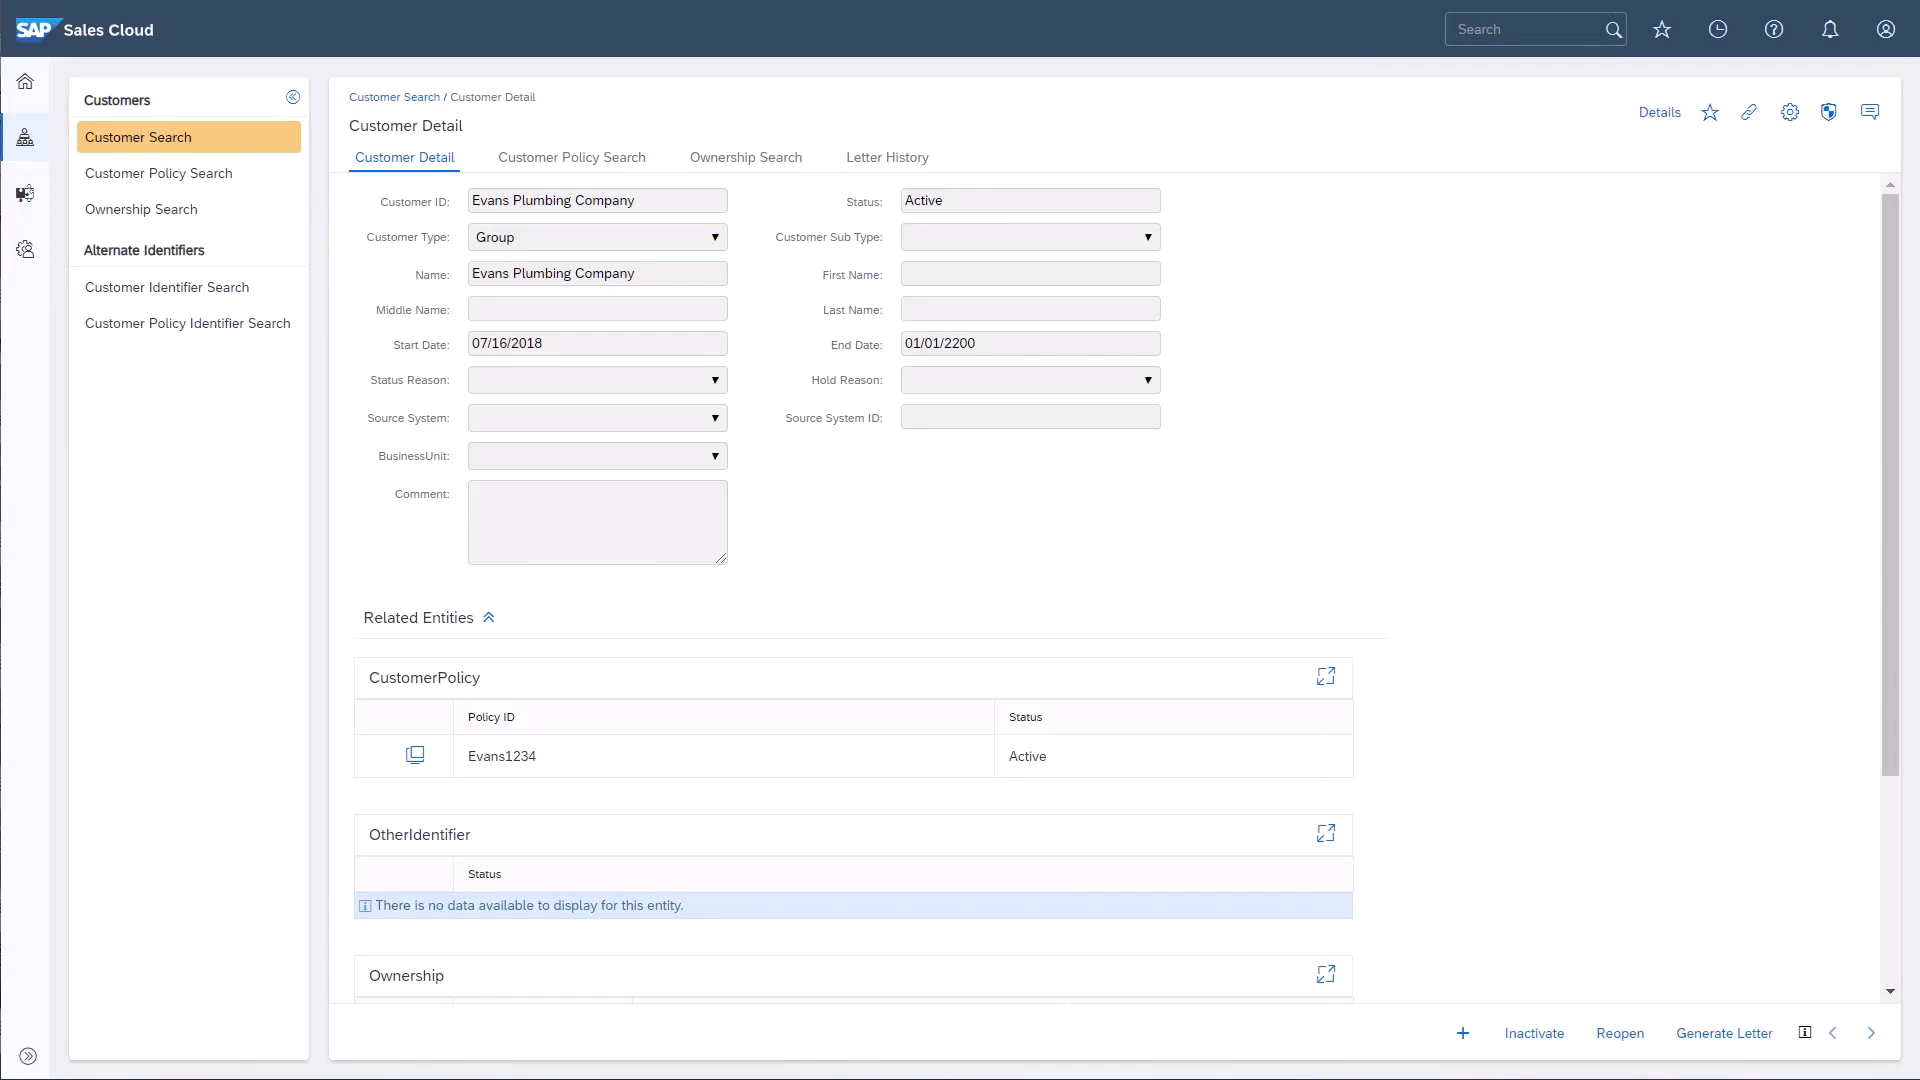 SAP Sales Cloud
Search
Customers
Customer Search
Customer Policy Search
Ownership Search
Alternate Identifiers
Customer Identifier Search
Customer Policy Identifier Search
Customer Search / Customer Detail
Customer Detail
Details
Customer Detail
Customer Policy Search
Ownership Search
Letter History
Customer ID: Evans Plumbing Company
Status: Active
Customer Type: Group
Customer Sub Type:
Name: Evans Plumbing Company
First Name:
Middle Name:
Last Name:
Start Date: 07/16/2018
End Date: 01/01/2200
Status Reason:
Hold Reason:
Source System:
Source System ID:
BusinessUnit:
Comment:
Related Entities
CustomerPolicy
Policy ID
Status
Evans1234
Active
OtherIdentifier
Status
There is no data available to display for this entity.
Ownership
+
Inactivate
Reopen
Generate Letter